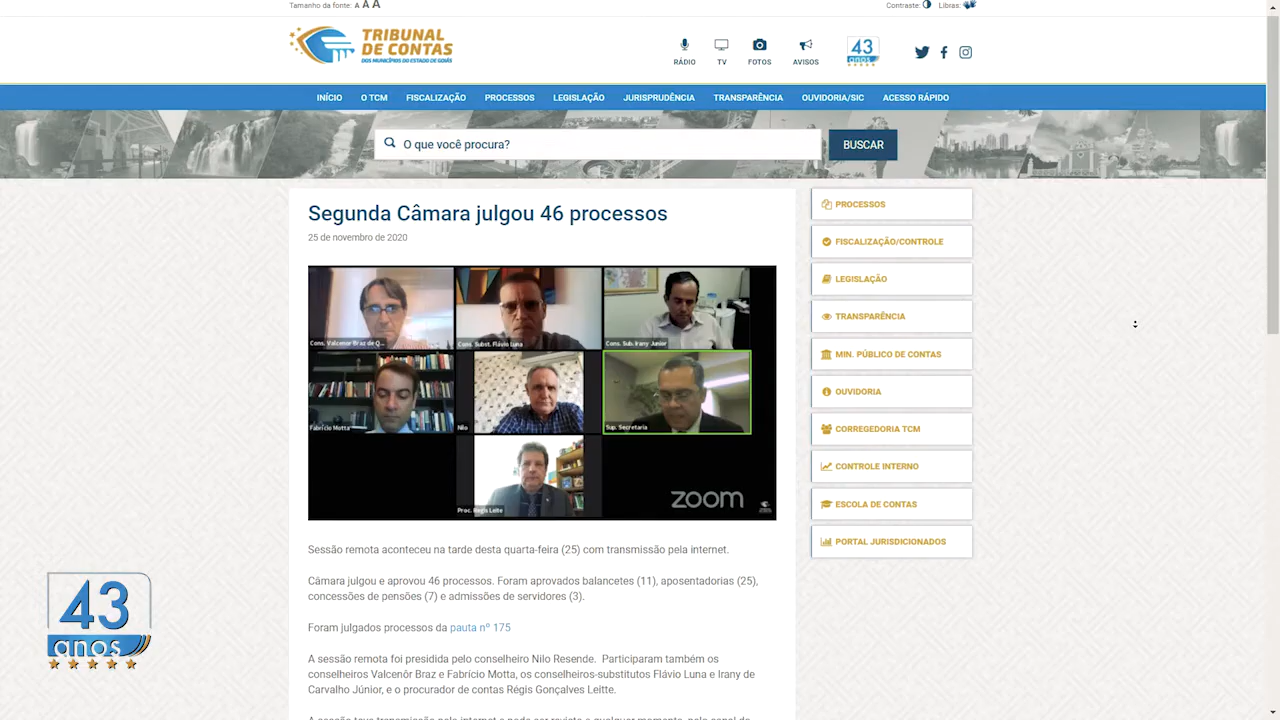 Tamanho da fonte: A A A
Contraste:
Libras:
TRIBUNAL
DE CONTAS
DOS MUNICÍPIOS DO ESTADO DE GOIÁS
RÁDIO
TV
FOTOS
AVISOS
43
anos
INÍCIO
O TCM
FISCALIZAÇÃO
PROCESSOS
LEGISLAÇÃO
JURISPRUDÊNCIA
TRANSPARÊNCIA
OUVIDORIA/SIC
ACESSO RÁPIDO
O que você procura?
BUSCAR
Segunda Câmara julgou 46 processos
25 de novembro de 2020
Cons. Valcenor Braz de Q...
Cons. Subst. Flávio Luna
Cons. Sub. Irany Junior
Fabrício Motta
Nilo
Sup. Secretaria
Proc. Regis Leite
zoom
Sessão remota aconteceu na tarde desta quarta-feira (25) com transmissão pela internet.
Câmara julgou e aprovou 46 processos. Foram aprovados balancetes (11), aposentadorias (25),
concessões de pensões (7) e admissões de servidores (3).
Foram julgados processos da pauta nº 175
A sessão remota foi presidida pelo conselheiro Nilo Resende. Participaram também os
conselheiros Valcenôr Braz e Fabrício Motta, os conselheiros-substitutos Flávio Luna e Irany de
Carvalho Júnior, e o procurador de contas Régis Gonçalves Leitte.
PROCESSOS
FISCALIZAÇÃO/CONTROLE
LEGISLAÇÃO
TRANSPARÊNCIA
MIN. PÚBLICO DE CONTAS
OUVIDORIA
CORREGEDORIA TCM
CONTROLE INTERNO
ESCOLA DE CONTAS
PORTAL JURISDICIONADOS
43
anos